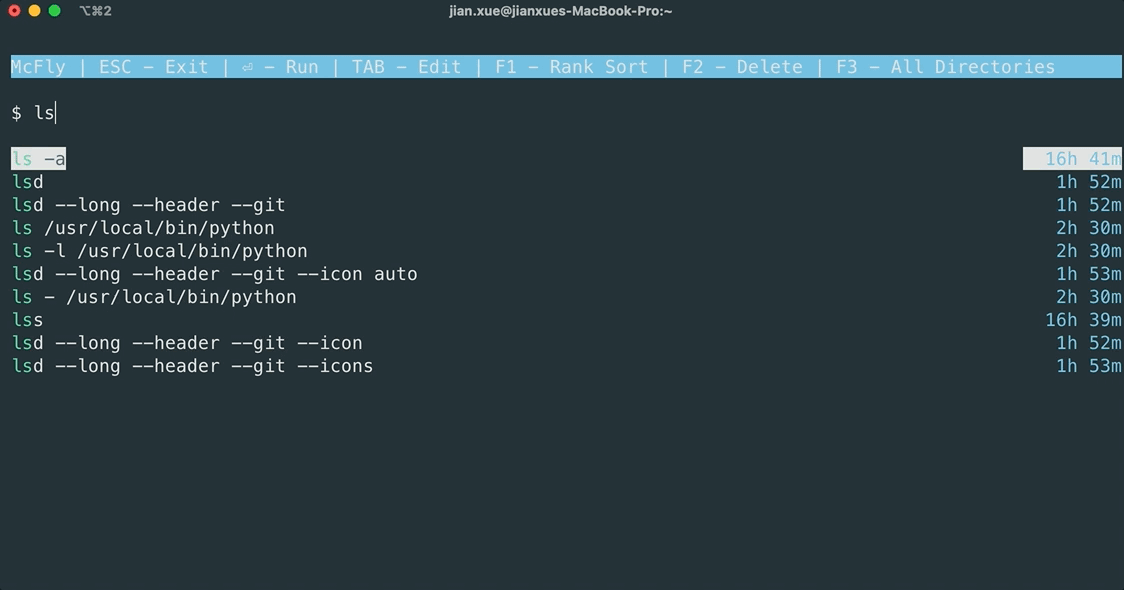 ⌥⌘2 jian.xue@jianxues-MacBook-Pro:~
McFly | ESC - Exit | ⏎ - Run | TAB - Edit | F1 - Rank Sort | F2 - Delete | F3 - All Directories
$ ls
ls -a 16h 41m
lsd 1h 52m
lsd --long --header --git 1h 52m
ls /usr/local/bin/python 2h 30m
ls -l /usr/local/bin/python 2h 30m
lsd --long --header --git --icon auto 1h 53m
ls - /usr/local/bin/python 2h 30m
lss 16h 39m
lsd --long --header --git --icon 1h 52m
lsd --long --header --git --icons 1h 53m